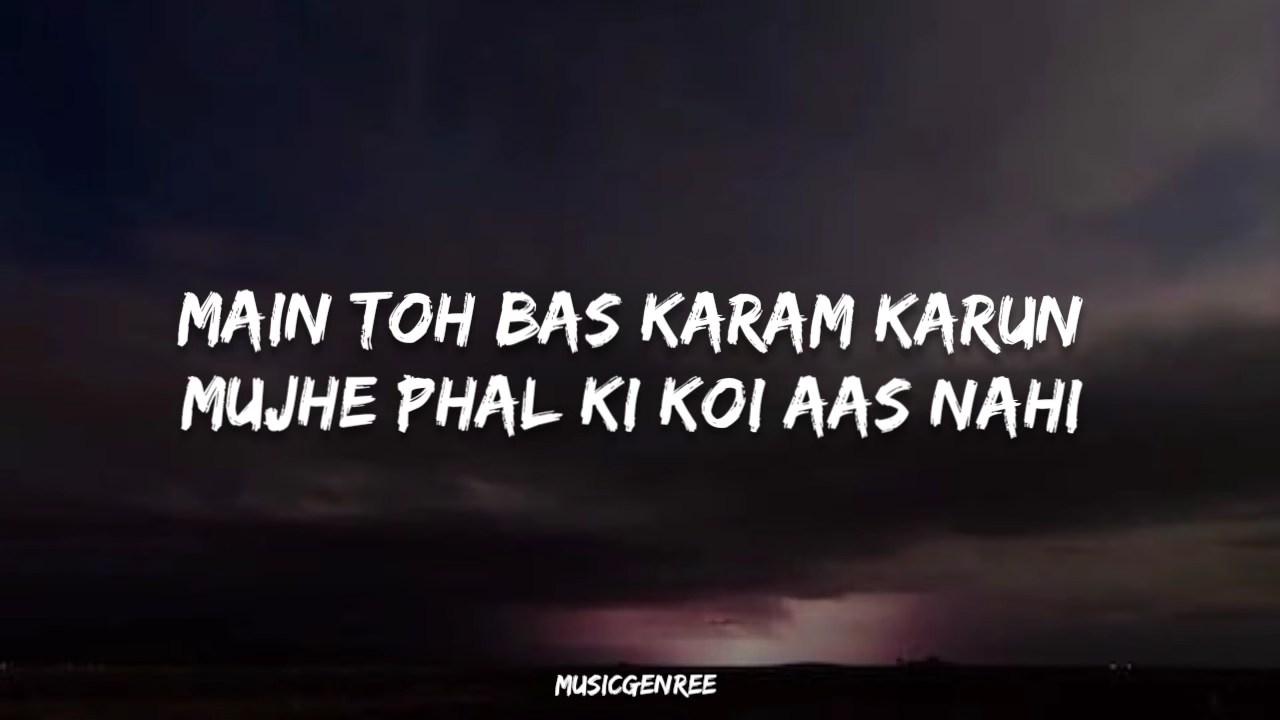 MAIN TOH BAS KARAM KARUN
MUJHE PHAL KI KOI AAS NAHI
MUSICGENREE